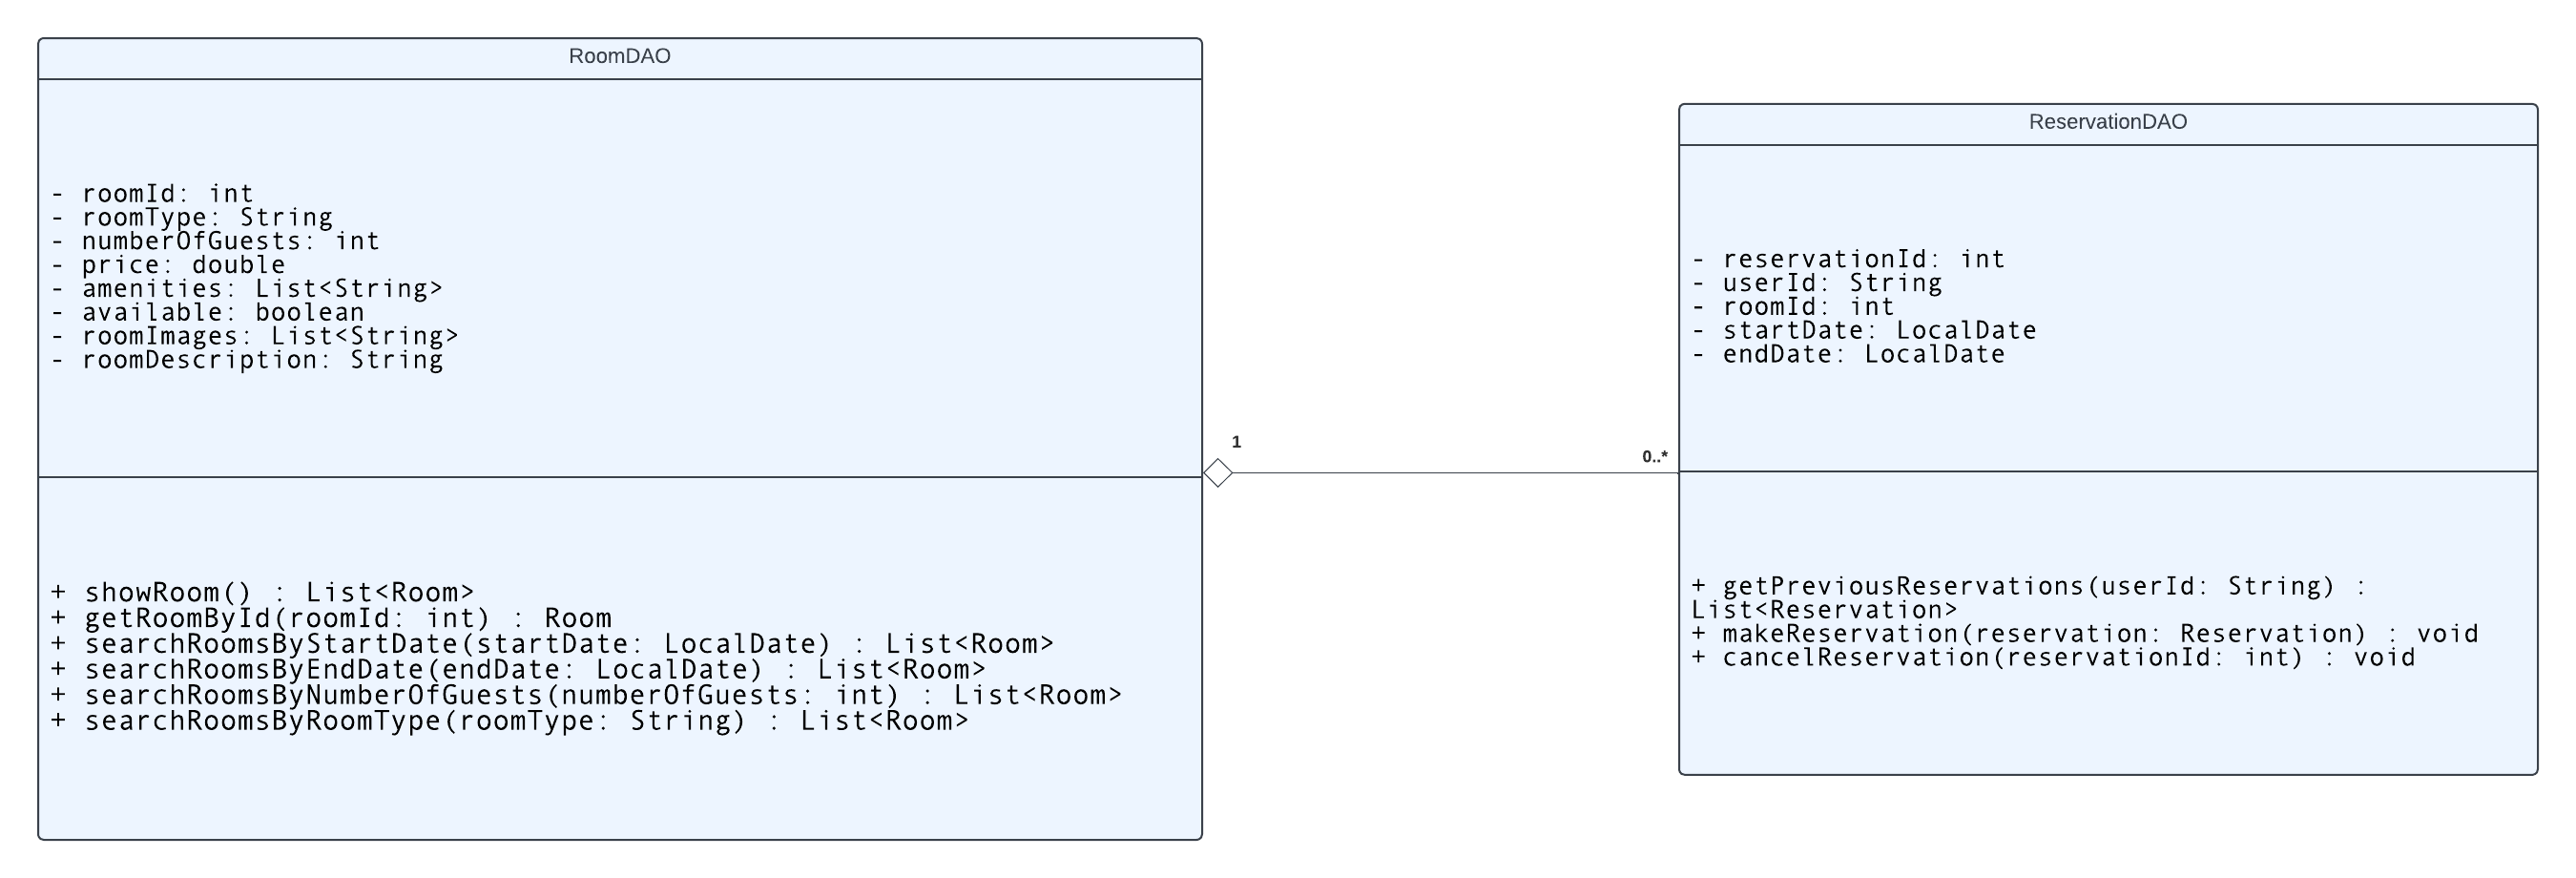 RoomDAO
- roomId: int
- roomType: String
- numberOfGuests: int
- price: double
- amenities: List<String>
- available: boolean
- roomImages: List<String>
- roomDescription: String
+ showRoom() : List<Room>
+ getRoomById(roomId: int) : Room
+ searchRoomsByStartDate(startDate: LocalDate) : List<Room>
+ searchRoomsByEndDate(endDate: LocalDate) : List<Room>
+ searchRoomsByNumberOfGuests(numberOfGuests: int) : List<Room>
+ searchRoomsByRoomType(roomType: String) : List<Room>
1
0..*
ReservationDAO
- reservationId: int
- userId: String
- roomId: int
- startDate: LocalDate
- endDate: LocalDate
+ getPreviousReservations(userId: String) :
List<Reservation>
+ makeReservation(reservation: Reservation) : void
+ cancelReservation(reservationId: int) : void